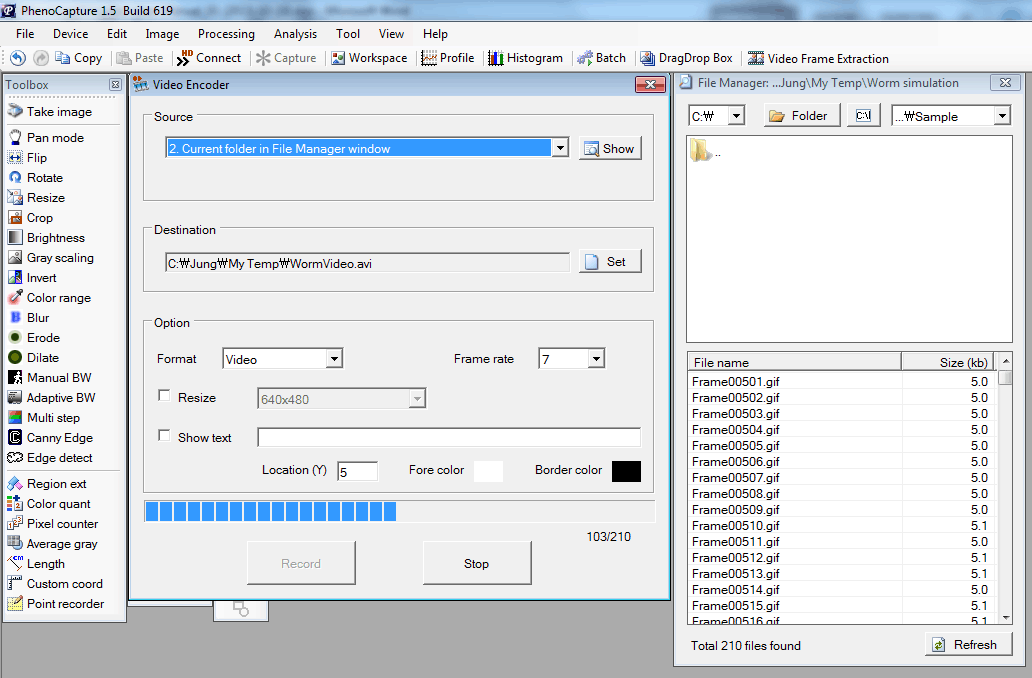 PhenoCapture 1.5 Build 619
File Device Edit Image Processing Analysis Tool View Help
Copy Paste HD Connect Capture Workspace Profile Histogram Batch DragDrop Box Video Frame Extraction
Toolbox
Take image
Pan mode
Flip
Rotate
Resize
Crop
Brightness
Gray scaling
Invert
Color range
Blur
Erode
Dilate
Manual BW
Adaptive BW
Multi step
Canny Edge
Edge detect
Region ext
Color quant
Pixel counter
Average gray
Length
Custom coord
Point recorder
Video Encoder
Source
2. Current folder in File Manager window
Show
Destination
C:₩Jung₩My Temp₩WormVideo.avi
Set
Option
Format Video Frame rate 7
Resize 640x480
Show text
Location (Y) 5 Fore color Border color
103/210
Record Stop
File Manager: ...Jung\My Temp\Worm simulation
C:₩ Folder C:\ ...₩Sample
..
File name Size (kb)
Frame00501.gif 5.0
Frame00502.gif 5.0
Frame00503.gif 5.0
Frame00504.gif 5.0
Frame00505.gif 5.0
Frame00506.gif 5.0
Frame00507.gif 5.0
Frame00508.gif 5.0
Frame00509.gif 5.0
Frame00510.gif 5.1
Frame00511.gif 5.0
Frame00512.gif 5.1
Frame00513.gif 5.1
Frame00514.gif 5.0
Frame00515.gif 5.1
Frame00516.gif 5.1
Total 210 files found
Refresh